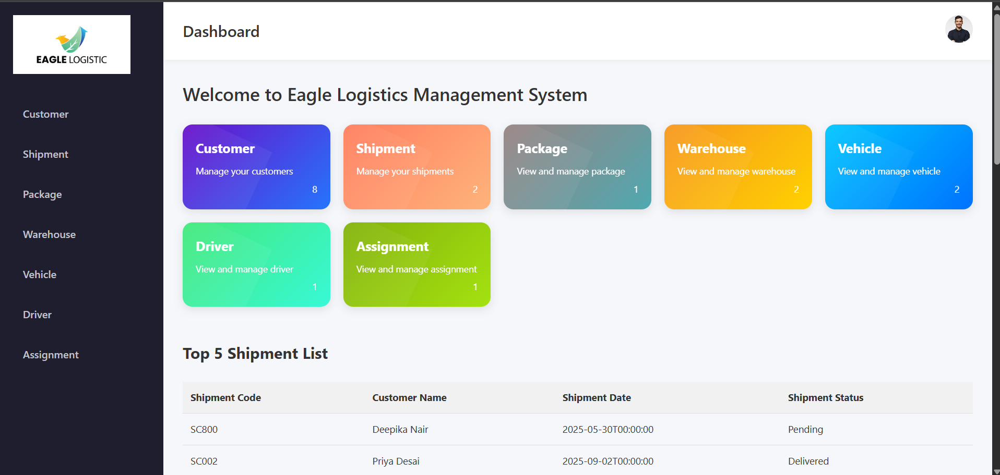 EAGLE LOGISTIC
Customer
Shipment
Package
Warehouse
Vehicle
Driver
Assignment
Dashboard
Welcome to Eagle Logistics Management System
Customer
Manage your customers
8
Shipment
Manage your shipments
2
Package
View and manage package
1
Warehouse
View and manage warehouse
2
Vehicle
View and manage vehicle
2
Driver
View and manage driver
1
Assignment
View and manage assignment
1
Top 5 Shipment List
Shipment Code Customer Name Shipment Date Shipment Status
SC800 Deepika Nair 2025-05-30T00:00:00 Pending
SC002 Priya Desai 2025-09-02T00:00:00 Delivered